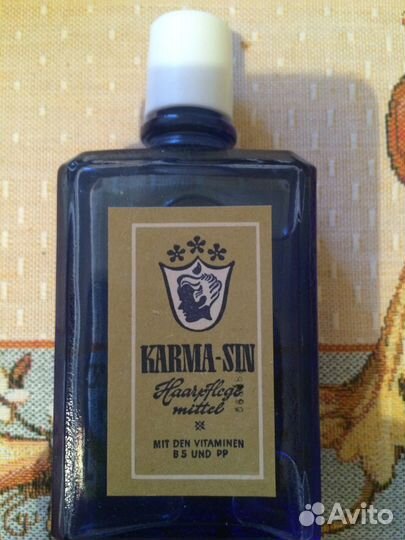 KARMA-SIN
Haarpflege
mittel
MIT DEN VITAMINEN
B5 UND PP
Avito